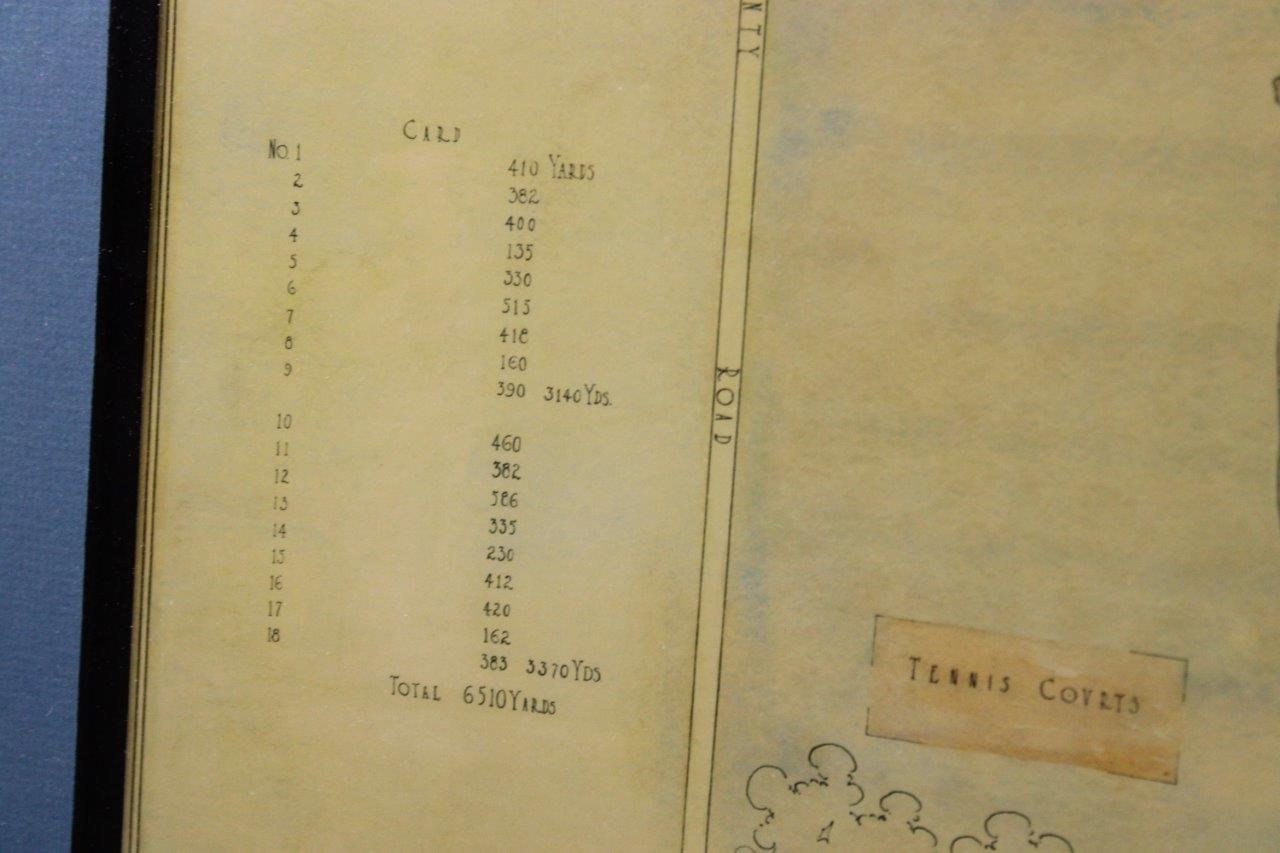 CARD
No. 1 410 YARDS
2 382
3 400
4 135
5 330
6 515
7 418
8 160
9 390 3140 YDS.
10 460
11 382
12 586
13 335
14 230
15 412
16 420
17 162
18 383 3370 YDS
TOTAL 6510 YARDS
NTY ROAD
TENNIS COVRTS